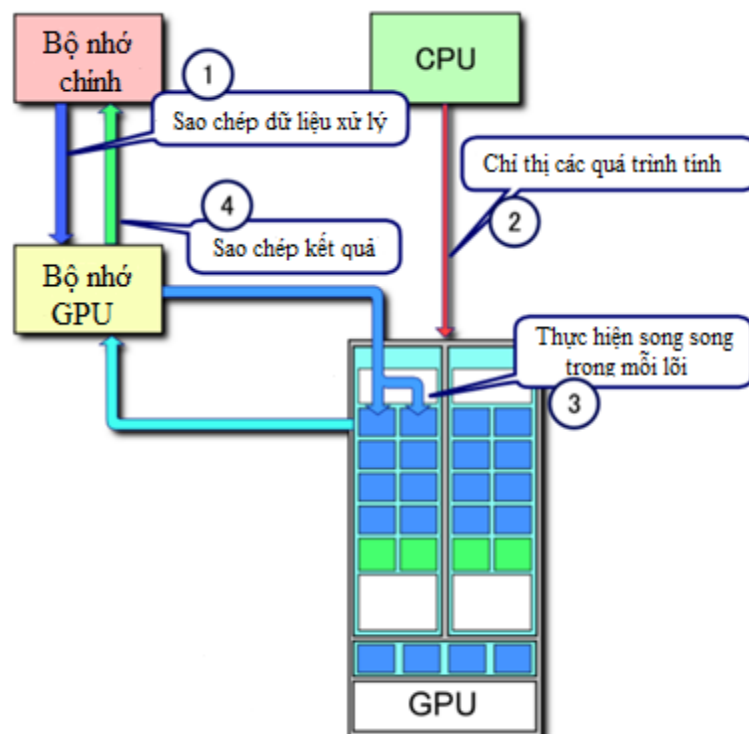 Bộ nhớ
chính
CPU
1
Sao chép dữ liệu xử lý
Chỉ thị các quá trình tính
2
4
Sao chép kết quả
Bộ nhớ
GPU
Thực hiện song song
trong mỗi lõi
3
GPU